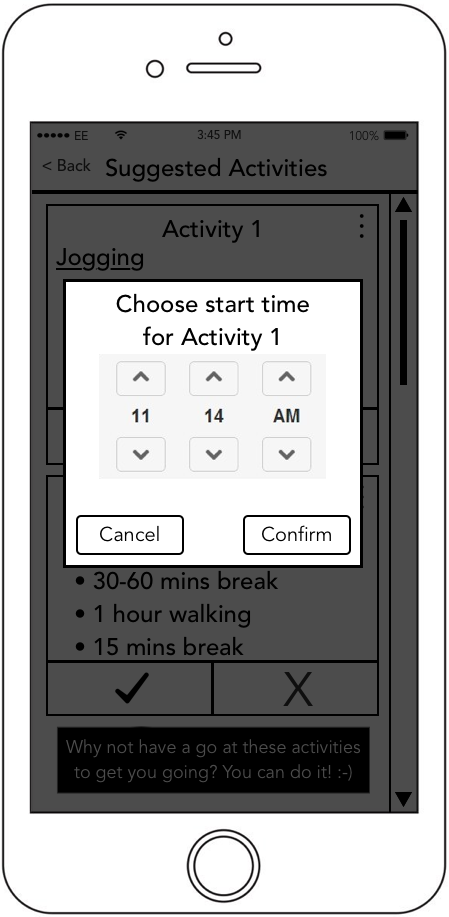 EE 3:45 PM 100%
< Back Suggested Activities
Activity 1
Jogging
Choose start time
for Activity 1
11 14 AM
Cancel Confirm
• 30-60 mins break
• 1 hour walking
• 15 mins break
Why not have a go at these activities
to get you going? You can do it! :-)